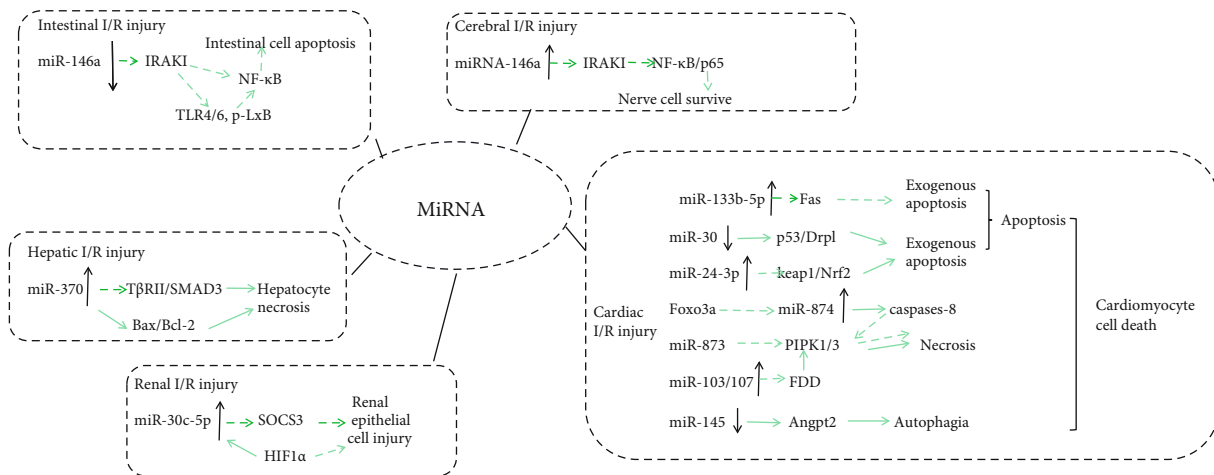 Intestinal I/R injury
Intestinal cell apoptosis
miR-146a
IRAKI
NF-κB
TLR4/6, p-LxB
Cerebral I/R injury
miRNA-146a
IRAKI
NF-κB/p65
Nerve cell survive
MiRNA
Hepatic I/R injury
miR-370
TβRII/SMAD3
Hepatocyte
necrosis
Bax/Bcl-2
Renal I/R injury
miR-30c-5p
SOCS3
Renal
epithelial
cell injury
HIF1α
Cardiac
I/R injury
miR-133b-5p
Fas
Exogenous
apoptosis
miR-30
p53/Drpl
Exogenous
apoptosis
miR-24-3p
keap1/Nrf2
Apoptosis
Foxo3a
miR-874
caspases-8
miR-873
PIPK1/3
Necrosis
miR-103/107
FDD
miR-145
Angpt2
Autophagia
Cardiomyocyte
cell death